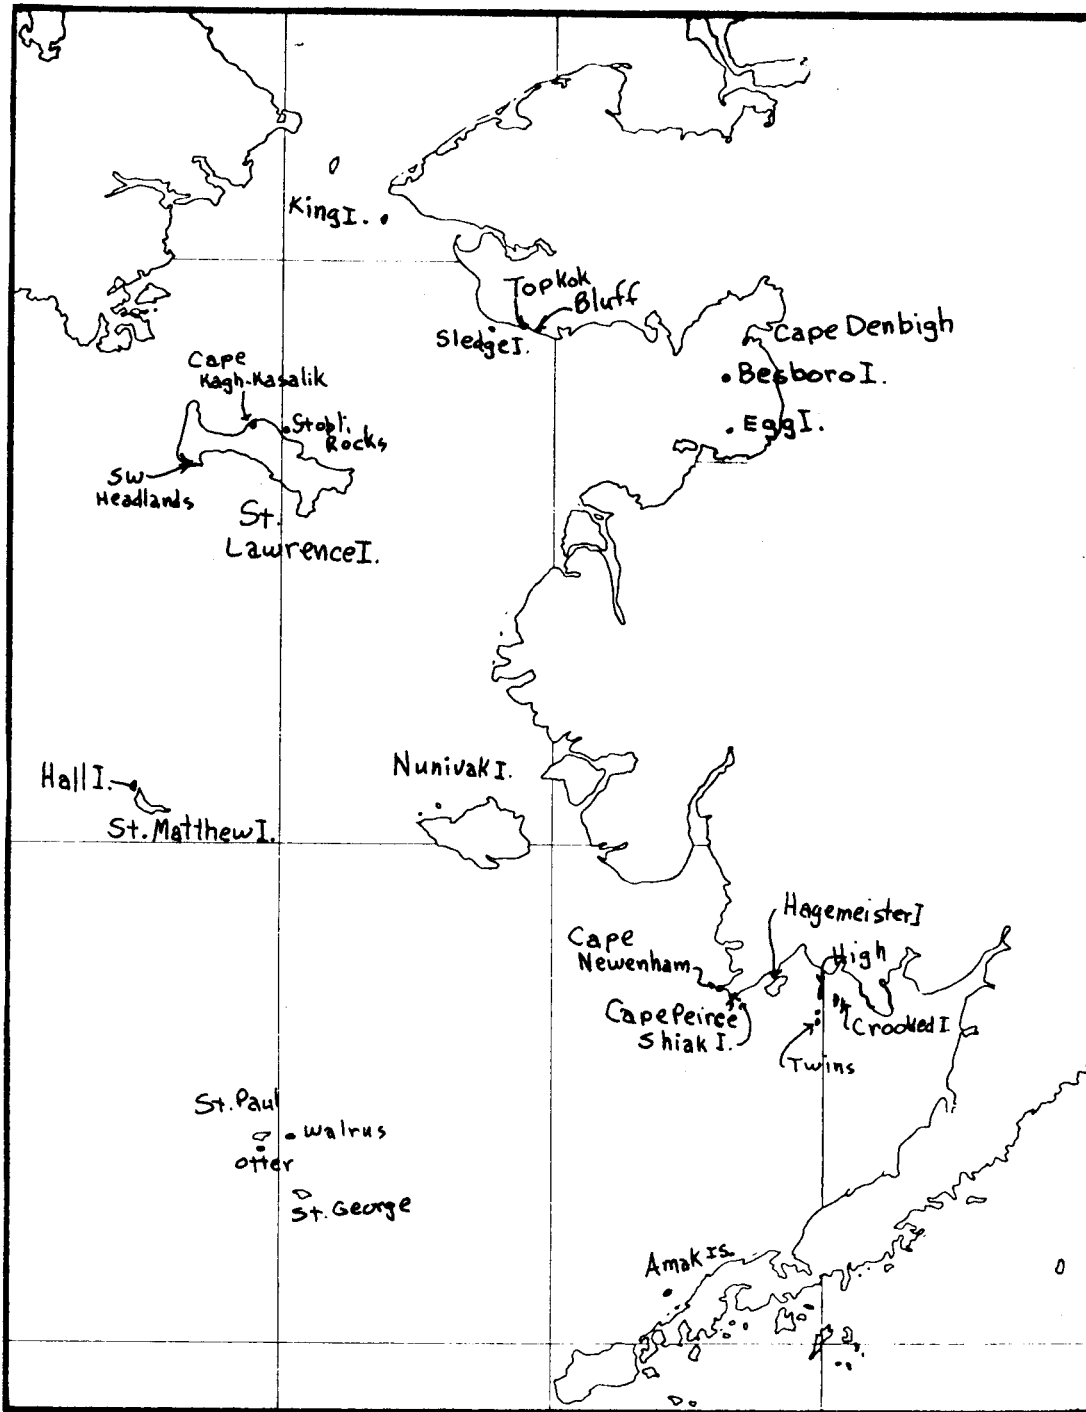 King I.
Topkok
Bluff
Sledge I.
Cape Denbigh
Besboro I.
Egg I.
Cape
Kagh-Kasalik
Stobli.
Rocks
SW
Headlands
St.
Lawrence I.
Hall I.
St. Matthew I.
Nunivak I.
Hagemeister I
High
Cape
Newenham
Cape Peirce
Shiak I.
Crooked I.
Twins
St. Paul
Walrus
Otter
St. George
Amak Is.